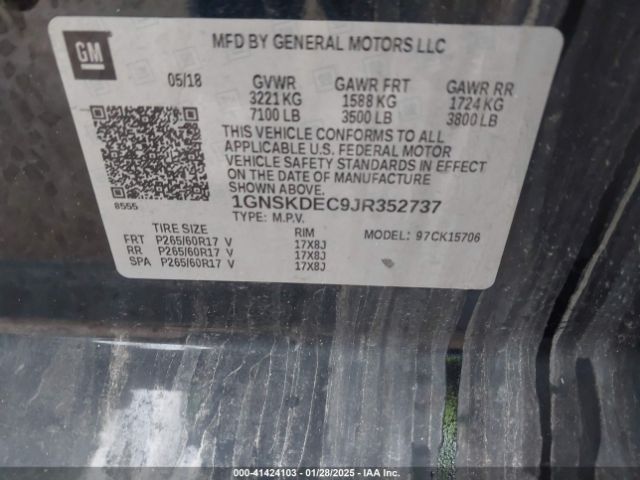 GM
MFD BY GENERAL MOTORS LLC
05/18 GVWR GAWR FRT GAWR RR
3221 KG 1588 KG 1724 KG
7100 LB 3500 LB 3800 LB
THIS VEHICLE CONFORMS TO ALL
APPLICABLE U.S. FEDERAL MOTOR
VEHICLE SAFETY STANDARDS IN EFFECT
ON THE DATE OF MANUFACTURE
SHOWN ABOVE.
8555 1GNSKDEC9JR352737
TYPE: M.P.V.
TIRE SIZE RIM MODEL: 97CK15706
FRT P265/60R17 V 17X8J
RR P265/60R17 V 17X8J
SPA P265/60R17 V 17X8J
000-41424103 - 01/28/2025 - IAA Inc.